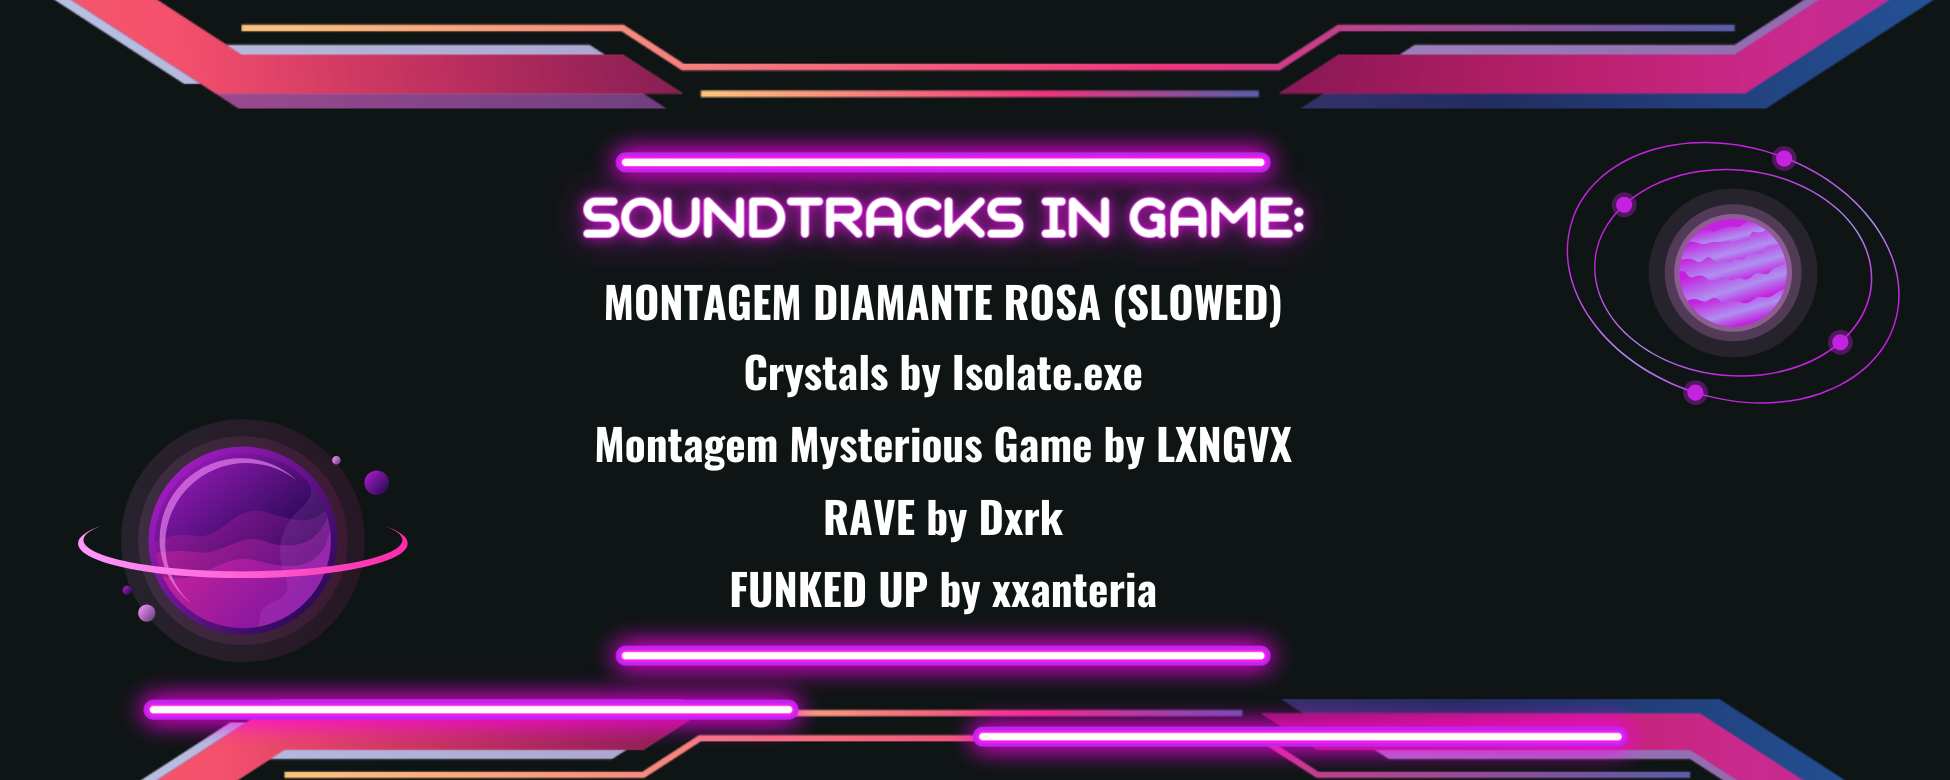 SOUNDTRACKS IN GAME:
MONTAGEM DIAMANTE ROSA (SLOWED)
Crystals by Isolate.exe
Montagem Mysterious Game by LXNGVX
RAVE by Dxrk
FUNKED UP by xxanteria